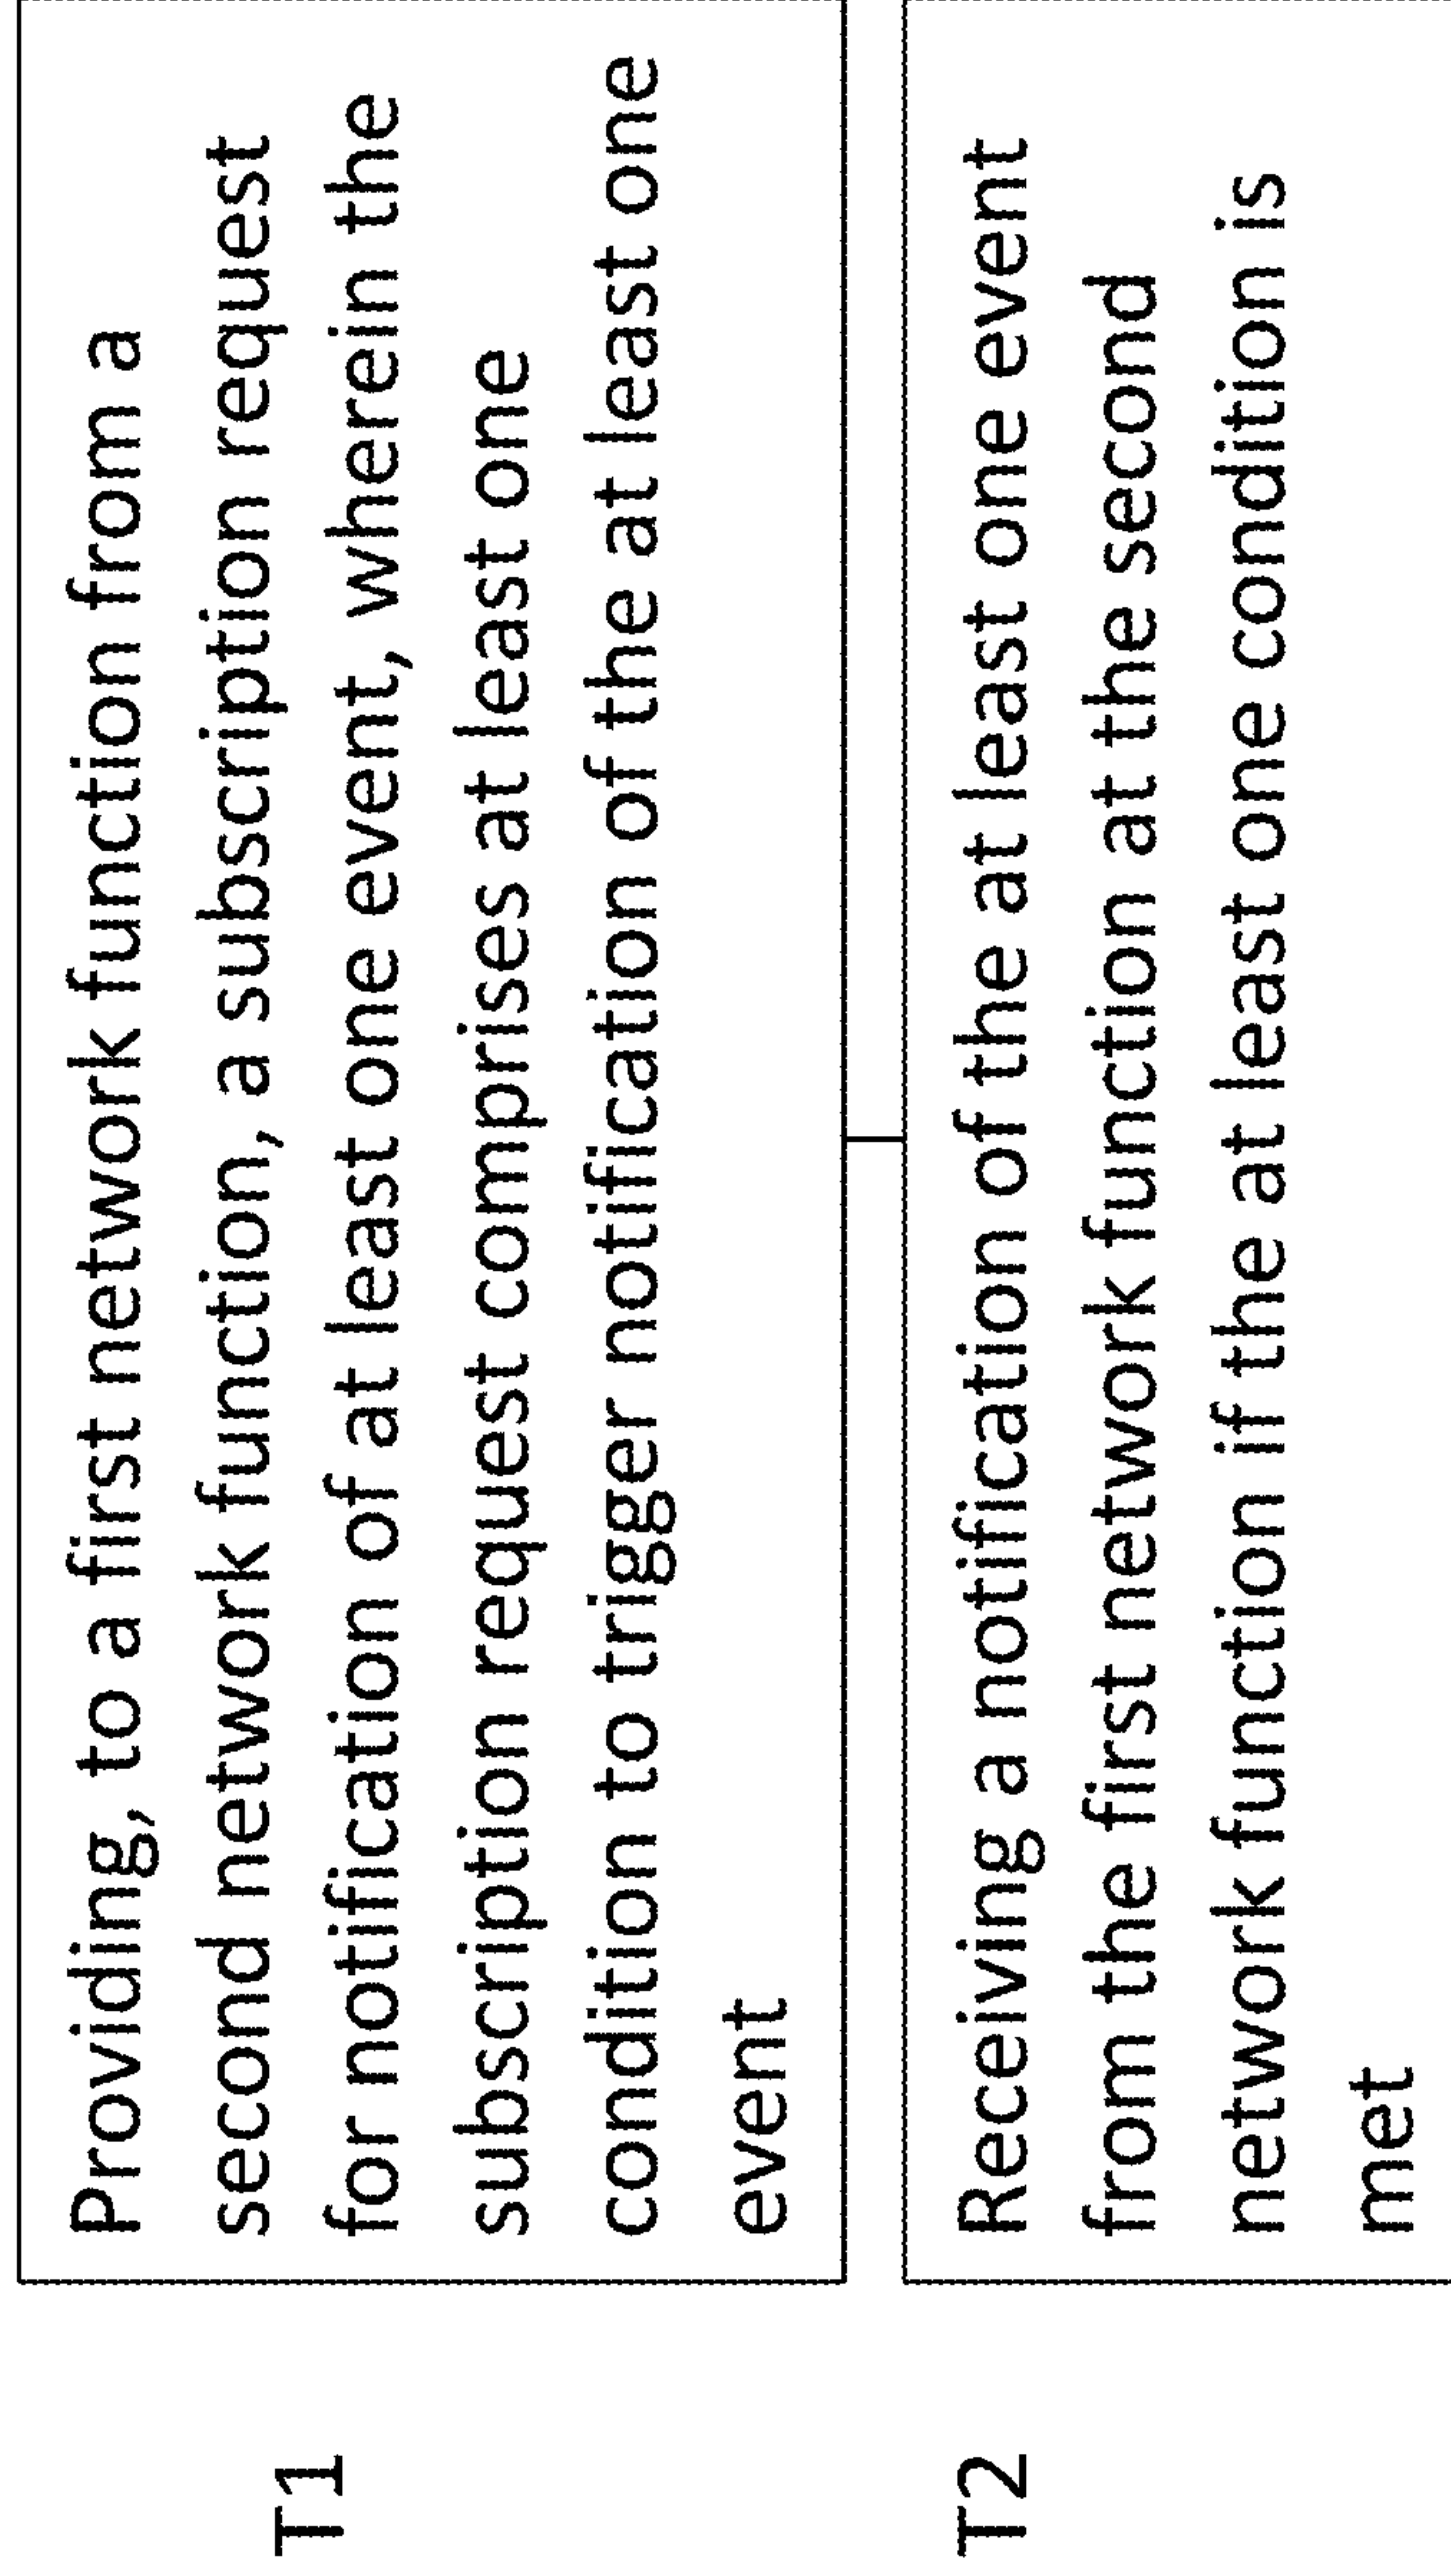 T1
Providing, to a first network function from a
second network function, a subscription request
for notification of at least one event, wherein the
subscription request comprises at least one
condition to trigger notification of the at least one
event
T2
Receiving a notification of the at least one event
from the first network function at the second
network function if the at least one condition is
met